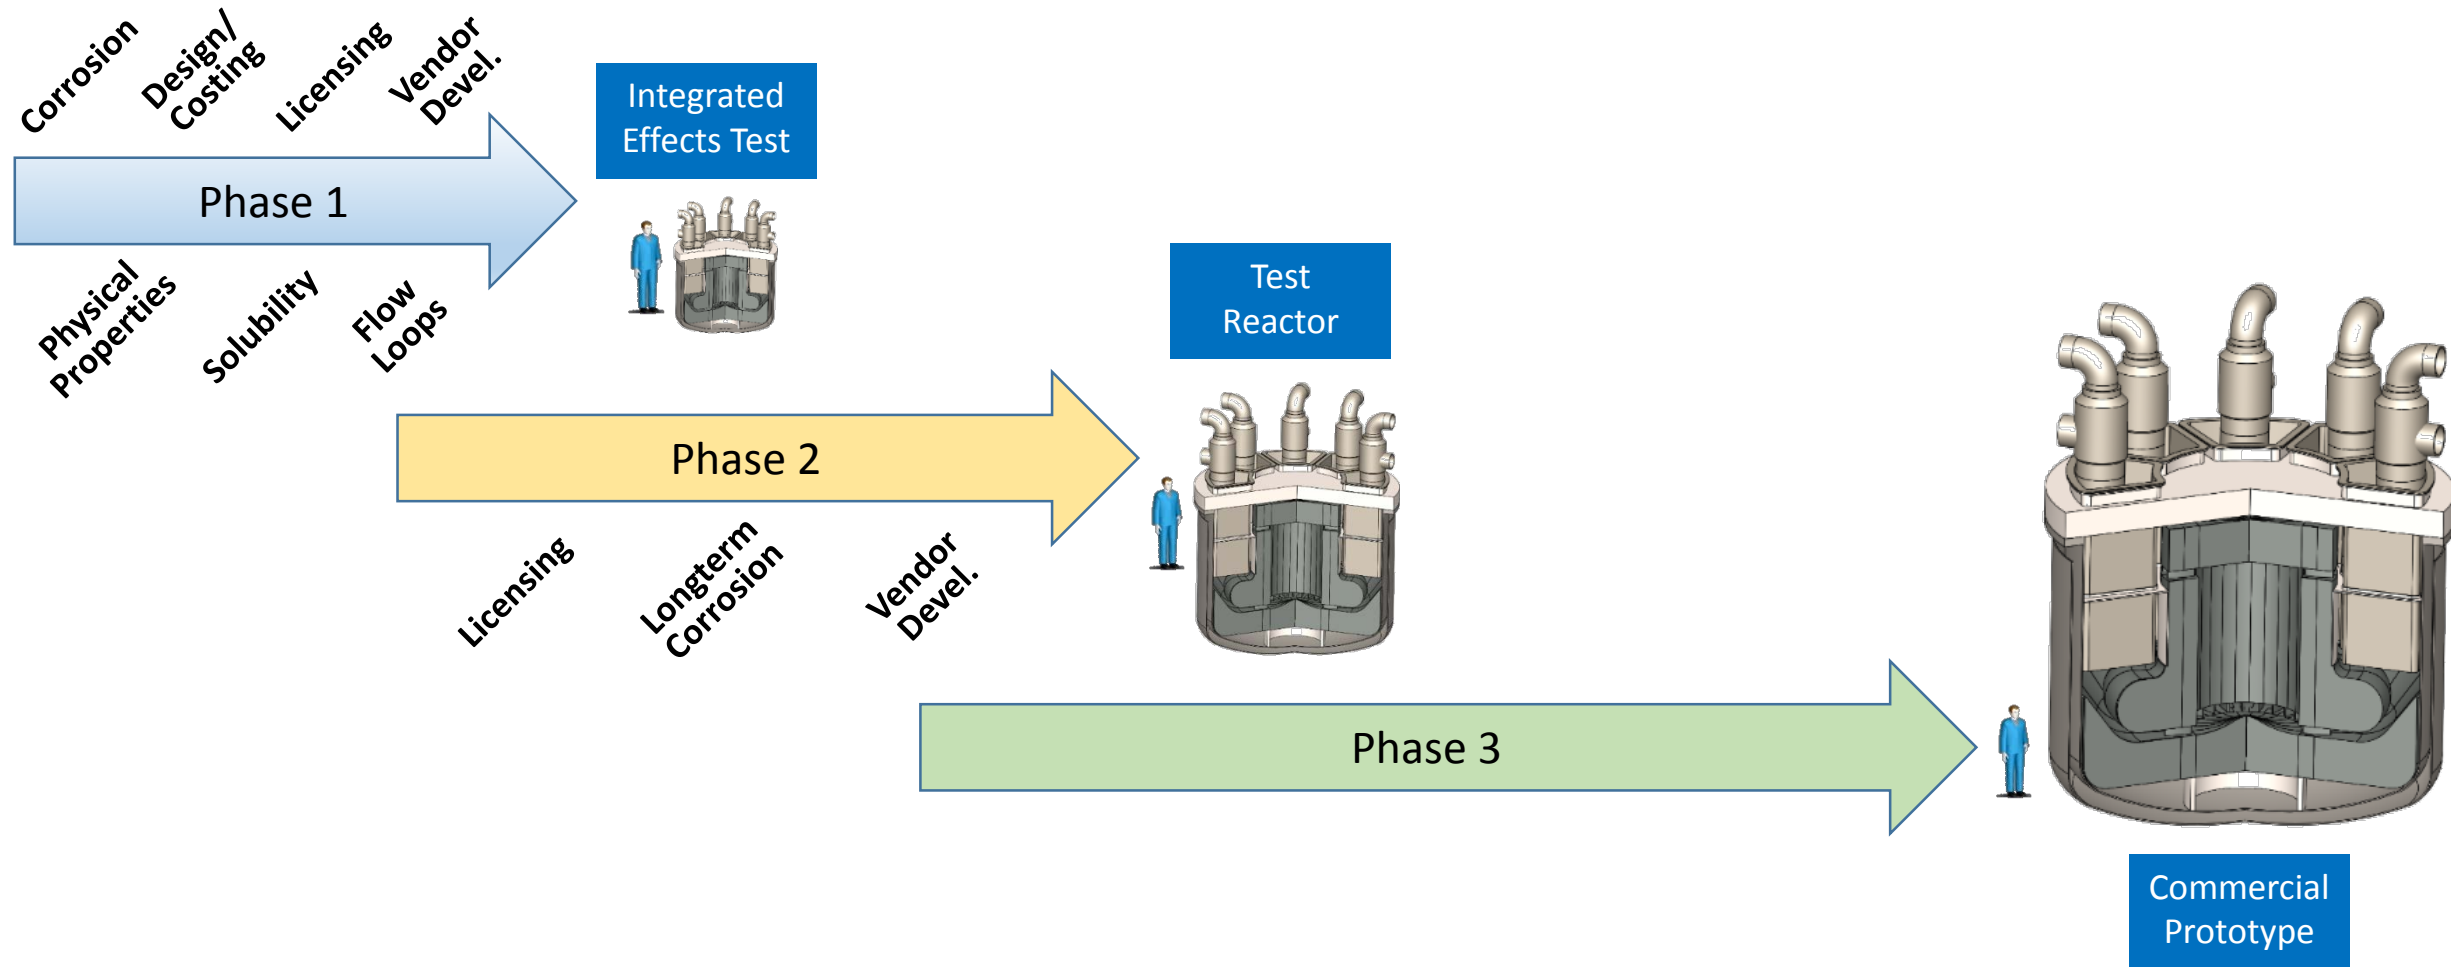 Corrosion
Design/
Costing
Licensing
Vendor
Devel.
Integrated
Effects Test
Phase 1
Physical
Properties
Solubility
Flow
Loops
Test
Reactor
Phase 2
Licensing
Longterm
Corrosion
Vendor
Devel.
Phase 3
Commercial
Prototype